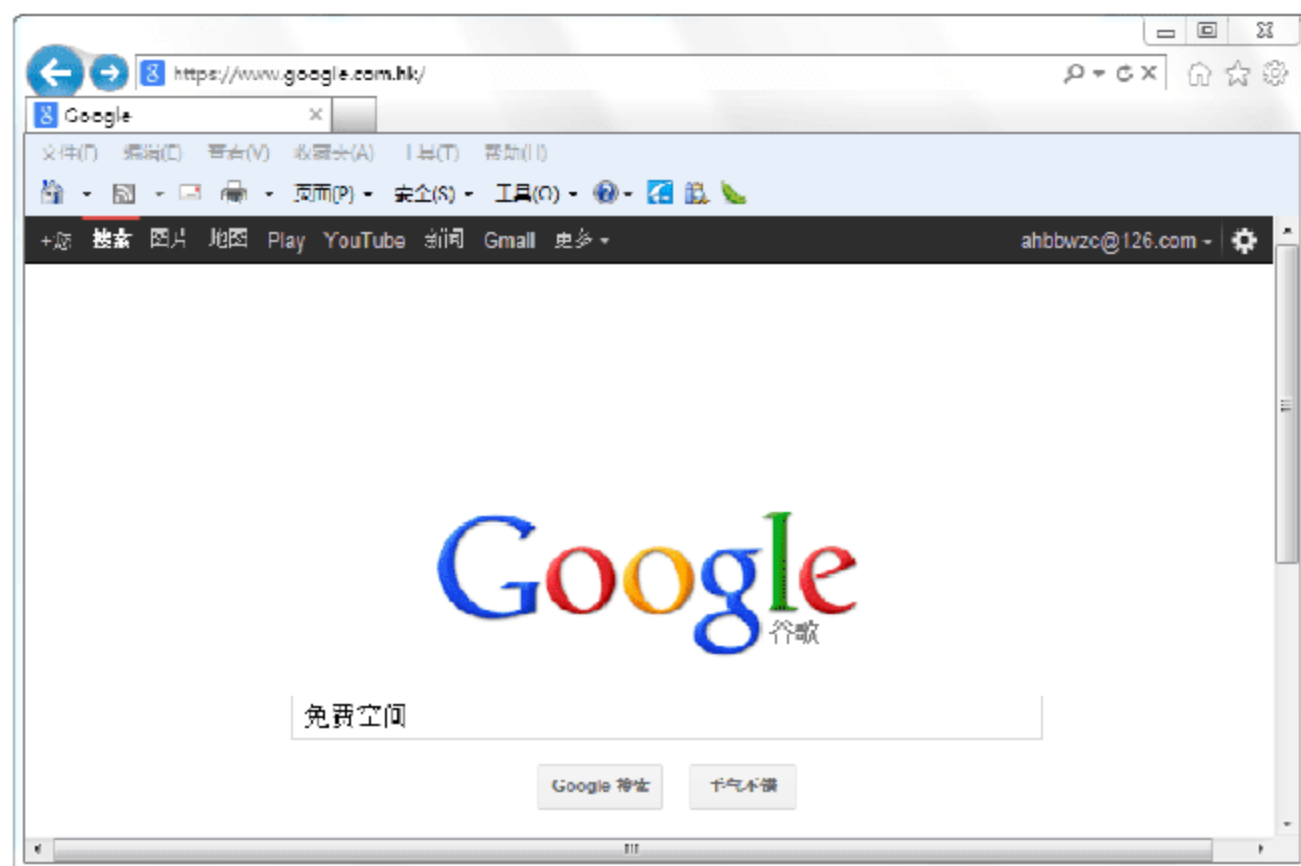 https://www.google.com.hk/
Google
文件(F) 编辑(E) 查看(V) 收藏夹(A) 工具(T) 帮助(H)
页面(P) 安全(S) 工具(O)
+您 搜索 图片 地图 Play YouTube 新闻 Gmail 更多 ahbbwzc@126.com
Google
谷歌
免费空间
Google 搜索 手气不错